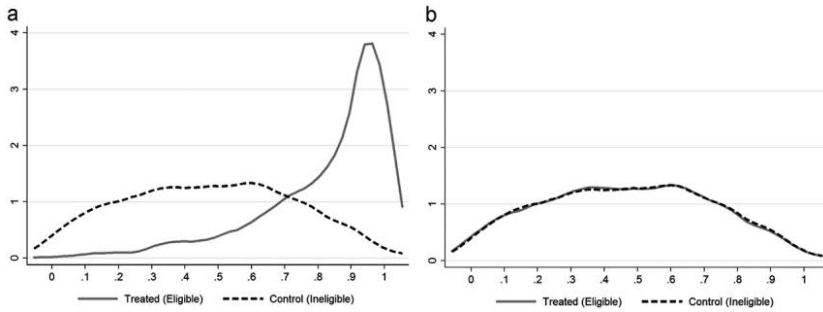 a
4
3
2
1
0
0 .1 .2 .3 .4 .5 .6 .7 .8 .9 1
Treated (Eligible) Control (Ineligible)
b
4
3
2
1
0
0 .1 .2 .3 .4 .5 .6 .7 .8 .9 1
Treated (Eligible) Control (Ineligible)